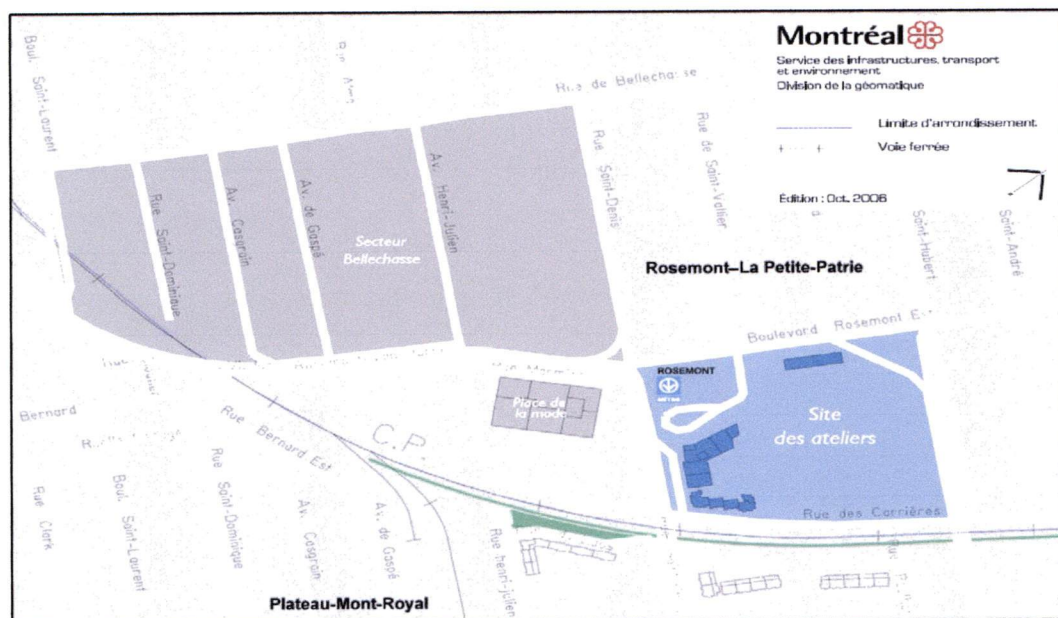 Montréal
Service des infrastructures, transport
et environnement
Division de la géomatique
Limite d'arrondissement
Voie ferrée
Édition : Oct. 2006
Boul. Saint-Laurent
Rue de Bellechasse
Rue Saint-Dominique
Av. Casgrain
Av. de Gaspé
Av. Henri-Julien
Rue Saint-Denis
Rue de Saint-Vallier
Saint-Hubert
Saint-André
Secteur
Bellechasse
Rosemont–La Petite-Patrie
Boulevard Rosemont Est
ROSEMONT
MÉTRO
Place de
la mode
Site
des ateliers
Bernard
Rue Bernard Est
C.P.
Rue des Carrières
Rue Clark
Boul. Saint-Laurent
Rue Saint-Dominique
Av. Casgrain
Av. de Gaspé
Rue henri-julien
Plateau-Mont-Royal